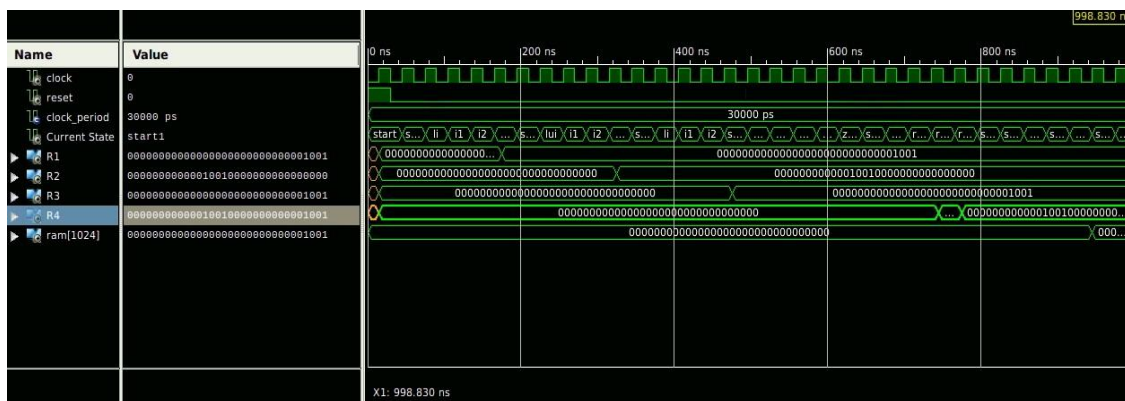 998.830 n
Name Value
0 ns 200 ns 400 ns 600 ns 800 ns
clock 0
reset 0
clock_period 30000 ps 30000 ps
Current State start1 start s... li i1 i2 ... s... lui i1 i2 ... s... li i1 i2 s... ... ... ... z... s... ... r... r... r... s... s... ... s... ... s...
R1 00000000000000000000000000001001 0000000000000000... 00000000000000000000000000001001
R2 00000000000010010000000000000000 00000000000000000000000000000000 00000000000010010000000000000000
R3 00000000000000000000000000001001 00000000000000000000000000000000 00000000000000000000000000001001
R4 00000000000010010000000000001001 00000000000000000000000000000000 ... 000000000000100100000000...
ram[1024] 00000000000000000000000000001001 00000000000000000000000000000000 000...
X1: 998.830 ns